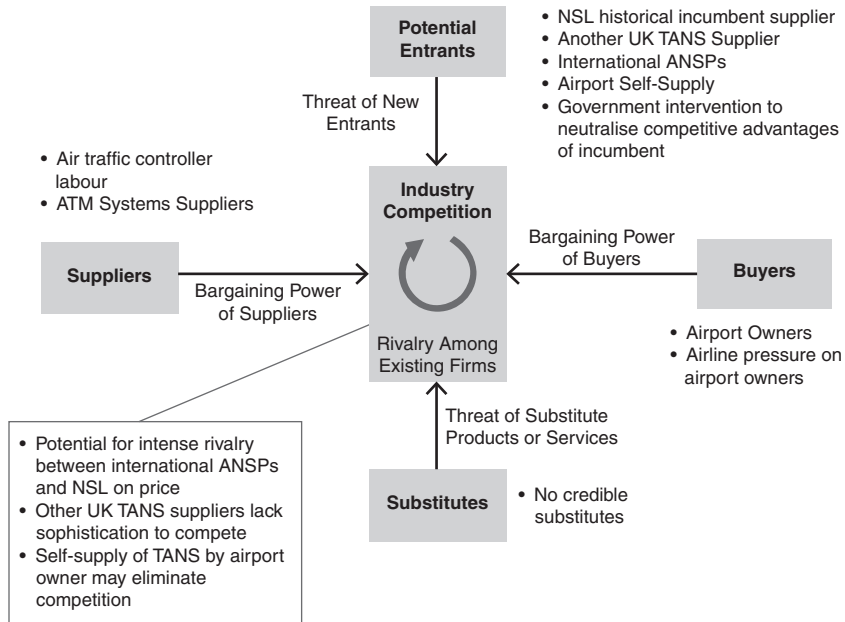 Potential
Entrants
• NSL historical incumbent supplier
• Another UK TANS Supplier
• International ANSPs
• Airport Self-Supply
• Government intervention to
neutralise competitive advantages
of incumbent
Threat of New
Entrants
• Air traffic controller
labour
• ATM Systems Suppliers
Suppliers
Bargaining Power
of Suppliers
Industry
Competition
Rivalry Among
Existing Firms
Bargaining Power
of Buyers
Buyers
• Airport Owners
• Airline pressure on
airport owners
Threat of Substitute
Products or Services
Substitutes
• No credible
substitutes
• Potential for intense rivalry
between international ANSPs
and NSL on price
• Other UK TANS suppliers lack
sophistication to compete
• Self-supply of TANS by airport
owner may eliminate
competition